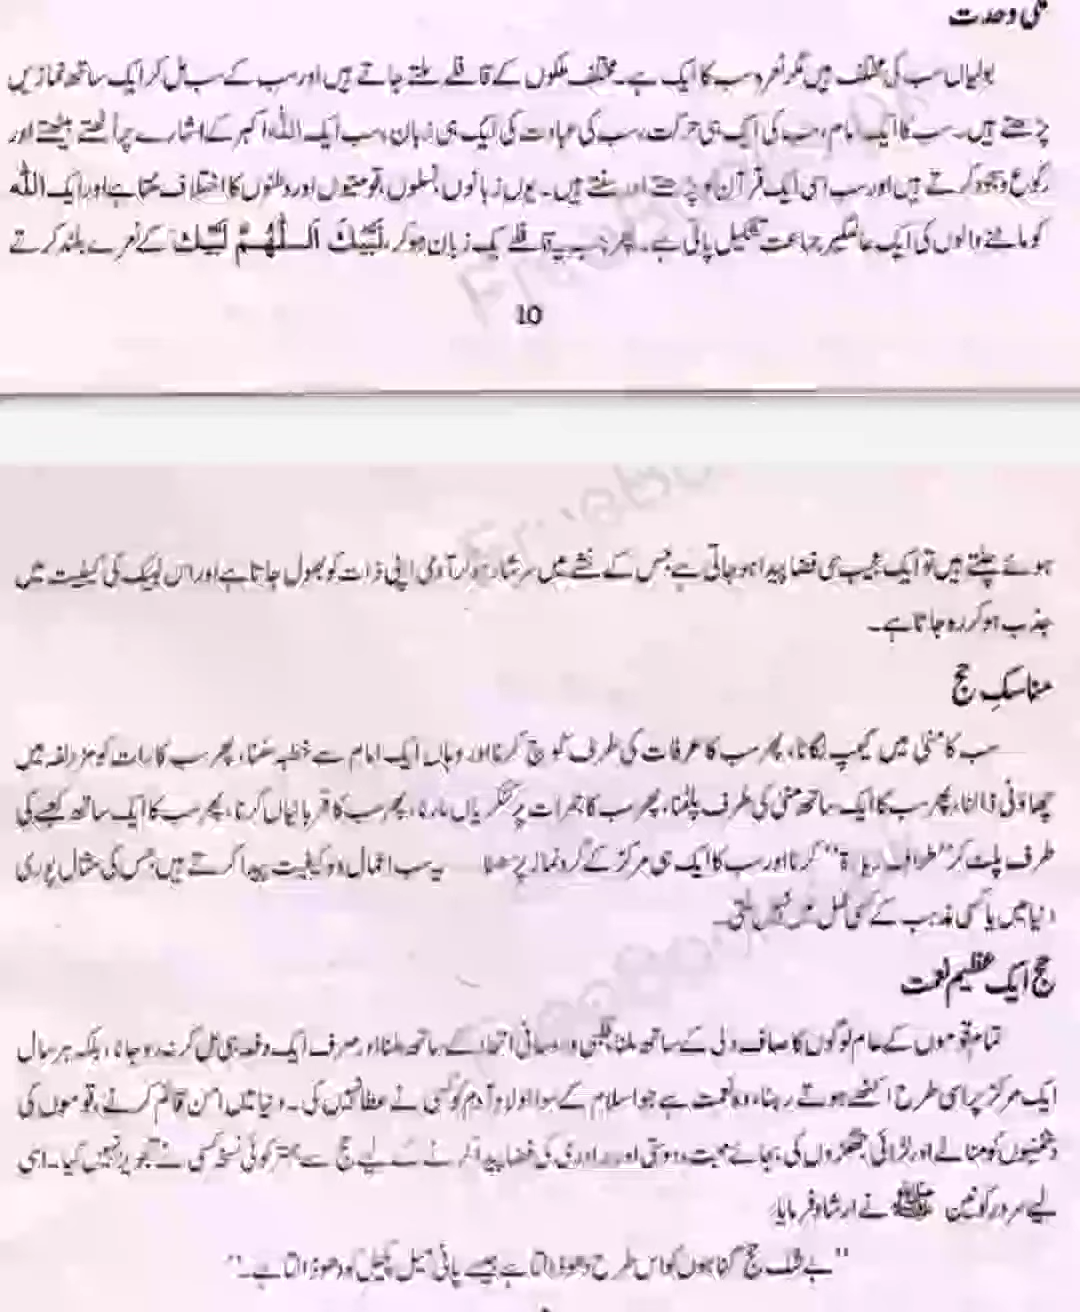 ملی وحدت
بولیاں سب کی مختلف ہیں مگر نعرہ سب کا ایک ہے۔ مختلف ملکوں کے قافلے ملتے جاتے ہیں اور سب کے سب مل کر ایک ساتھ نمازیں
پڑھتے ہیں۔ سب کا ایک امام، سب کی ایک ہی حرکت، سب کی عبادت کی ایک ہی زبان، سب ایک اللہ اکبر کے اشارے پر اُٹھتے بیٹھتے اور
رکوع و سجود کرتے ہیں اور سب اسی ایک قرآن کو پڑھتے اور سنتے ہیں۔ یوں زبانوں، نسلوں، قومیتوں اور وطنوں کا اختلاف مٹتا ہے اور ایک اللہ
کو ماننے والوں کی ایک عالمگیر جماعت تشکیل پاتی ہے۔ پھر جب یہ قافلے یک زبان ہو کر، لَبَّیْکَ اَللّٰھُمَّ لَبَّیْکَ کے نعرے بلند کرتے
10
ہوئے چلتے ہیں تو ایک عجیب سی فضا پیدا ہو جاتی ہے جس کے نشے میں سرشار ہو کر آدمی اپنی ذات کو بھول جاتا ہے اور اس لبیک کی کیفیت میں
جذب ہو کر رہ جاتا ہے۔
مناسکِ حج
سب کا منیٰ میں کیمپ لگانا، پھر سب کا عرفات کی طرف کوچ کرنا اور وہاں ایک امام سے خطبہ سُننا، پھر سب کا رات کو مزدلفہ میں
چھاؤنی ڈالنا، پھر سب کا ایک ساتھ منیٰ کی طرف پلٹنا، پھر سب کا جمرات پر کنکریاں مارنا، پھر سب کا قربانیاں کرنا، پھر سب کا ایک ساتھ کعبے کی
طرف پلٹ کر "طواف زیارۃ" کرنا اور سب کا ایک ہی مرکز کے گرد نماز پڑھنا یہ سب اعمال وہ کیفیت پیدا کرتے ہیں جس کی مثال پوری
دنیا میں یا کسی مذہب کے کسی عمل میں نہیں ملتی۔
حج ایک عظیم نعمت
تمام قوموں کے عام لوگوں کا صاف دلی کے ساتھ ملنا، قلبی و روحانی اتحاد کے ساتھ ملنا اور صرف ایک دفعہ ہی مل کر نہ رہ جانا، بلکہ ہر سال
ایک مرکز پر اسی طرح اکٹھے ہوتے رہنا، وہ نعمت ہے جو اسلام کے سوا اولاد آدم کو کسی نے عطا نہیں کی۔ دنیا میں امن قائم کرنے، قوموں کی
دشمنیوں کو مٹانے اور لڑائی جھگڑوں کی بجائے محبت، دوستی اور برادری کی فضا پیدا کرنے کے لیے حج سے بہتر کوئی نسخہ کسی نے تجویز نہیں کیا۔ اسی
لیے سرور کونین ﷺ نے ارشاد فرمایا:
"بے شک حج گناہوں کو اس طرح دھو ڈالتا ہے جیسے پانی میل کچیل کو دھو ڈالتا ہے۔"